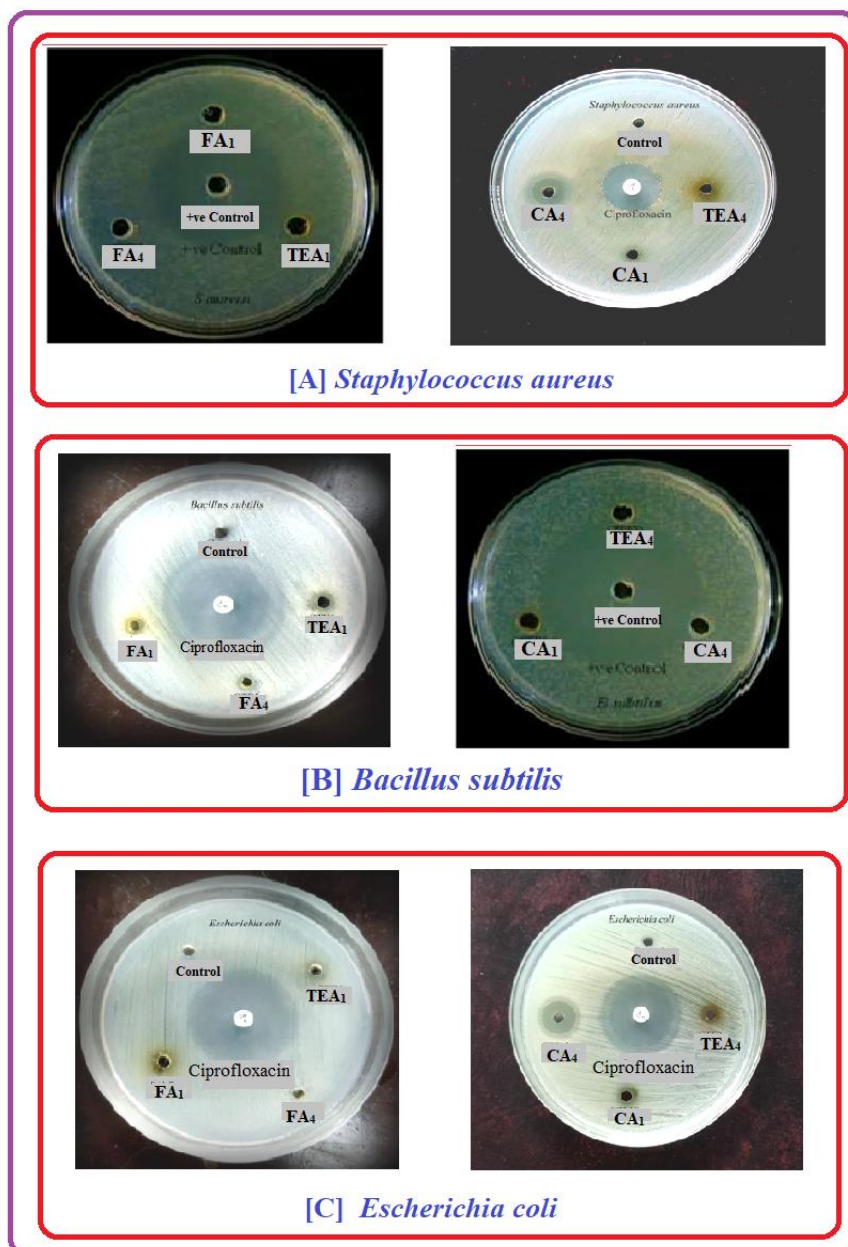 FA1
+ve Control
FA4
TEA1
+ve Control
S aureus
Staphylococcus aureus
Control
CA4
Ciprofloxacin
TEA4
CA1
[A] Staphylococcus aureus
Bacillus subtilis
Control
TEA1
FA1
Ciprofloxacin
FA4
TEA4
+ve Control
CA1
CA4
+ve Control
[B] Bacillus subtilis
Escherichia coli
Control
TEA1
Ciprofloxacin
FA1
FA4
Escherichia coli
Control
CA4
TEA4
Ciprofloxacin
CA1
[C] Escherichia coli